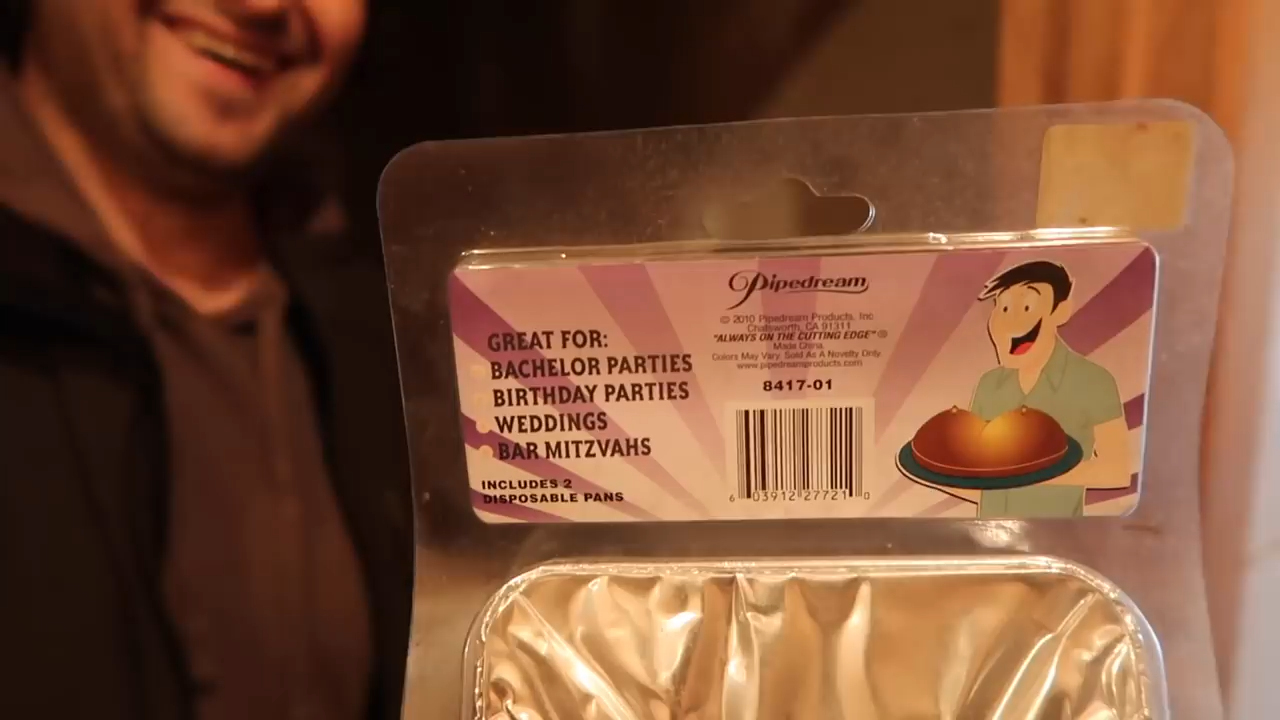 Pipedream
© 2010 Pipedream Products, Inc
Chatsworth, CA 91311
"ALWAYS ON THE CUTTING EDGE"®
Made China.
Colors May Vary. Sold As A Novelty Only
www.pipedreamproducts.com
8417-01
6 03912 27721 0
GREAT FOR:
BACHELOR PARTIES
BIRTHDAY PARTIES
WEDDINGS
BAR MITZVAHS
INCLUDES 2
DISPOSABLE PANS